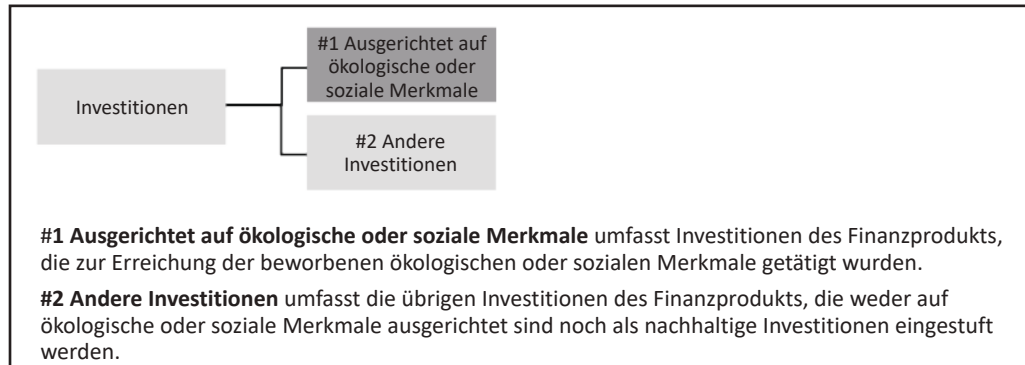 #1 Ausgerichtet auf
ökologische oder
soziale Merkmale
Investitionen
#2 Andere
Investitionen
#1 Ausgerichtet auf ökologische oder soziale Merkmale umfasst Investitionen des Finanzprodukts,
die zur Erreichung der beworbenen ökologischen oder sozialen Merkmale getätigt wurden.
#2 Andere Investitionen umfasst die übrigen Investitionen des Finanzprodukts, die weder auf
ökologische oder soziale Merkmale ausgerichtet sind noch als nachhaltige Investitionen eingestuft
werden.